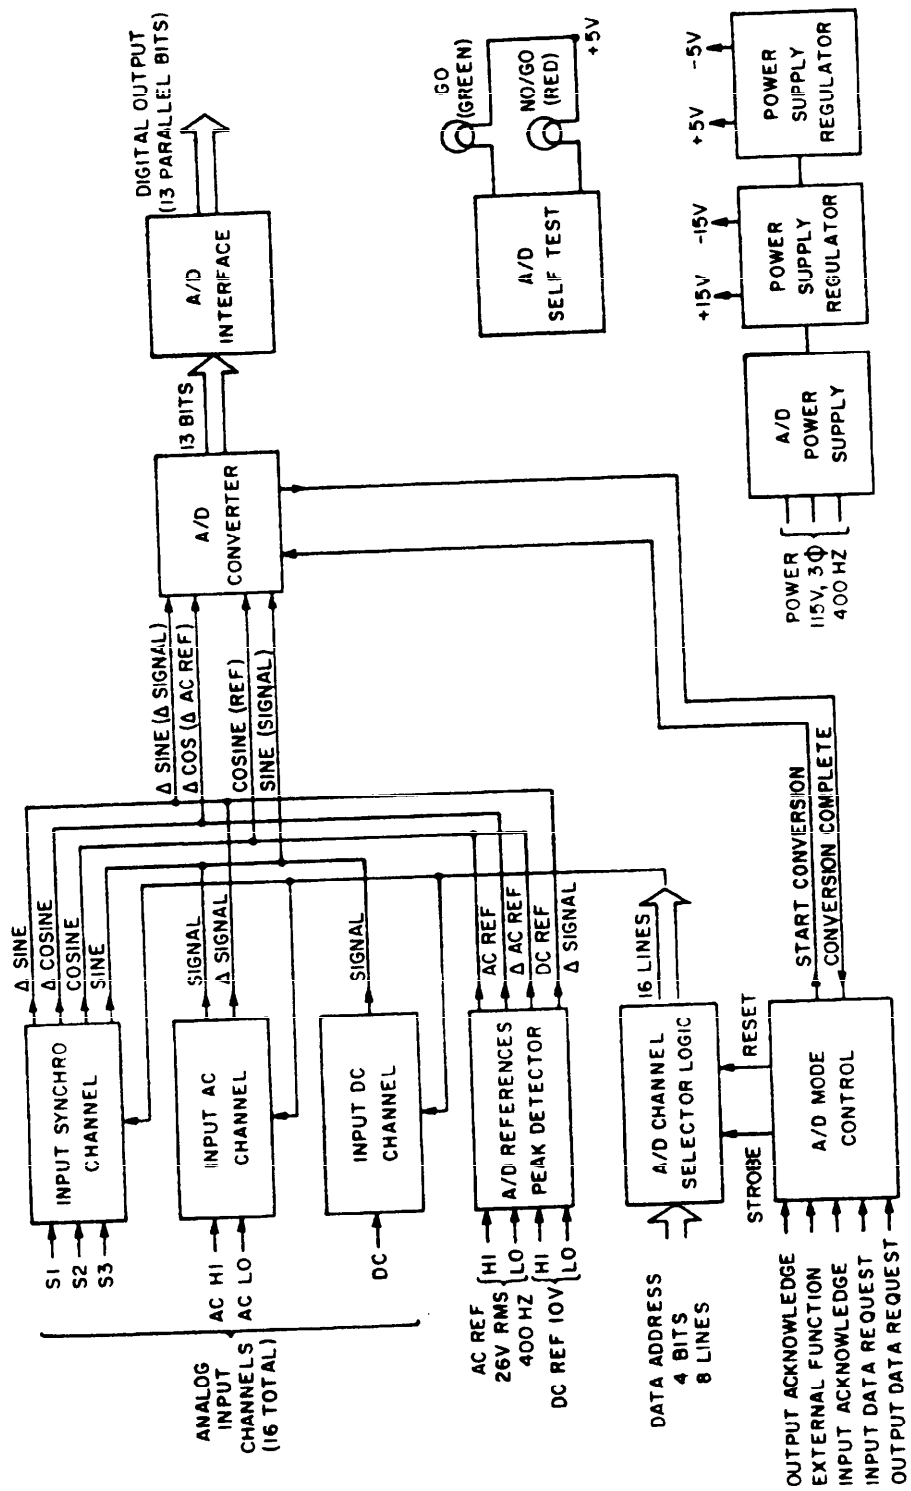 S1
S2
S3
INPUT SYNCHRO
CHANNEL
Δ SINE
Δ COSINE
COSINE
SINE
ANALOG
INPUT
CHANNELS
(16 TOTAL)
AC HI
AC LO
INPUT AC
CHANNEL
SIGNAL
Δ SIGNAL
DC
INPUT DC
CHANNEL
SIGNAL
AC REF
26V RMS
400 HZ
DC REF 10V
HI
LO
HI
LO
A/D REFERENCES
PEAK DETECTOR
AC REF
Δ AC REF
DC REF
Δ SIGNAL
DATA ADDRESS
4 BITS
8 LINES
A/D CHANNEL
SELECTOR LOGIC
16 LINES
STROBE
RESET
OUTPUT ACKNOWLEDGE
EXTERNAL FUNCTION
INPUT ACKNOWLEDGE
INPUT DATA REQUEST
OUTPUT DATA REQUEST
A/D MODE
CONTROL
START CONVERSION
CONVERSION COMPLETE
Δ SINE (Δ SIGNAL)
Δ COS (Δ AC REF)
COSINE (REF)
SINE (SIGNAL)
A/D
CONVERTER
13 BITS
A/D
INTERFACE
DIGITAL OUTPUT
(13 PARALLEL BITS)
A/D
SELF TEST
GO
(GREEN)
NO/GO
(RED)
+5V
POWER
115V, 3Φ
400 HZ
A/D
POWER
SUPPLY
+15V
-15V
POWER
SUPPLY
REGULATOR
+5V
-5V
POWER
SUPPLY
REGULATOR